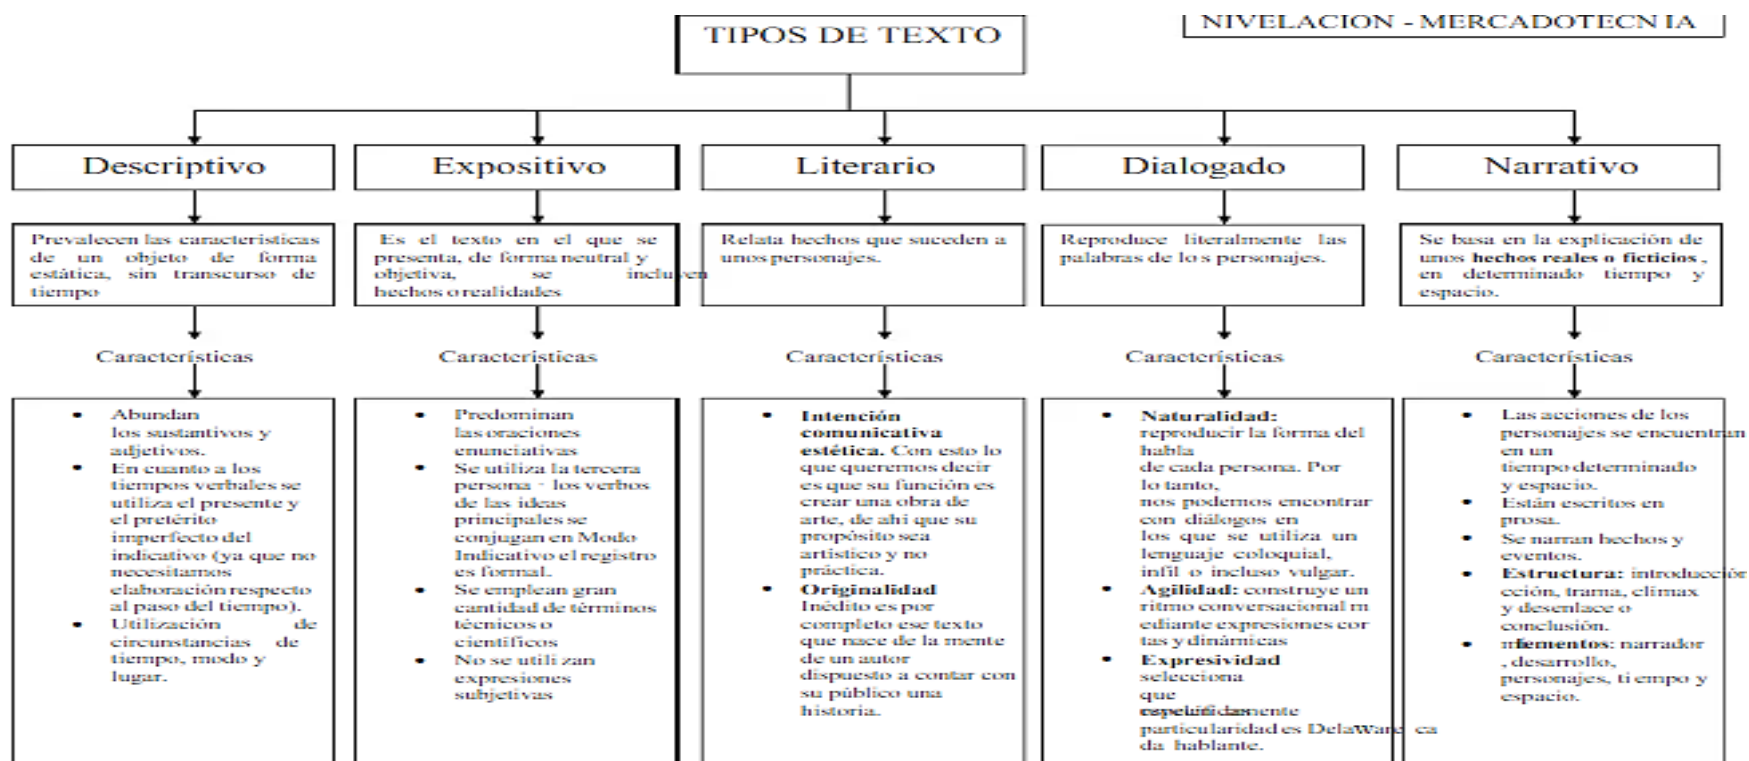 NIVELACION - MERCADOTECN IA
TIPOS DE TEXTO
Descriptivo
Expositivo
Literario
Dialogado
Narrativo
Prevalecen las características
de un objeto de forma
estática, sin transcurso de
tiempo
Es el texto en el que se
presenta, de forma neutral y
objetiva, se incluyen
hechos o realidades
Relata hechos que suceden a
unos personajes.
Reproduce literalmente las
palabras de los personajes.
Se basa en la explicación de
unos hechos reales o ficticios,
en determinado tiempo y
espacio.
Características
Características
Características
Características
Características
• Abundan
los sustantivos y
adjetivos.
• En cuanto a los
tiempos verbales se
utiliza el presente y
el pretérito
imperfecto del
indicativo (ya que no
necesitamos
elaboración respecto
al paso del tiempo).
• Utilización de
circunstancias de
tiempo, modo y
lugar.
• Predominan
las oraciones
enunciativas
• Se utiliza la tercera
persona - los verbos
de las ideas
principales se
conjugan en Modo
Indicativo el registro
es formal.
• Se emplean gran
cantidad de términos
técnicos o
científicos
• No se utili zan
expresiones
subjetivas
• Intención
comunicativa
estética. Con esto lo
que queremos decir
es que su función es
crear una obra de
arte, de ahí que su
propósito sea
artístico y no
práctica.
• Originalidad
Inédito es por
completo ese texto
que nace de la mente
de un autor
dispuesto a contar con
su público una
historia.
• Naturalidad:
reproducir la forma del
habla
de cada persona. Por
lo tanto,
nos podemos encontrar
con diálogos en
los que se utiliza un
lenguaje coloquial,
infil o incluso vulgar.
• Agilidad: construye un
ritmo conversacional m
ediante expresiones cor
tas y dinámicas
• Expresividad
selecciona
que
particularidad es DelaWare ca
da hablante.
• Las acciones de los
personajes se encuentran
en un
tiempo determinado
y espacio.
• Están escritos en
prosa.
• Se narran hechos y
eventos.
• Estructura: introducción
cción, trama, clímax
y desenlace o
conclusión.
• Elementos: narrador
, desarrollo,
personajes, ti empo y
espacio.